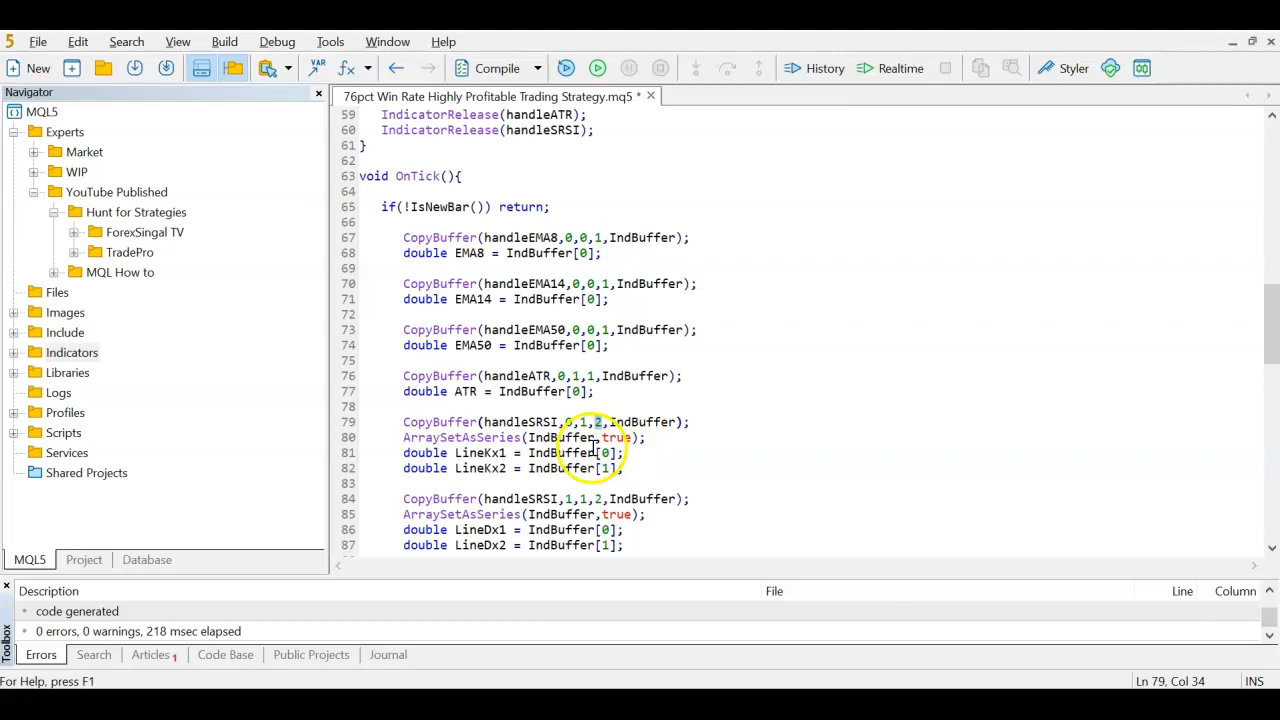 5 File Edit Search View Build Debug Tools Window Help
New VAR fx Compile History Realtime Styler
Navigator × 76pct Win Rate Highly Profitable Trading Strategy.mq5 * ×
MQL5
Experts
Market
WIP
YouTube Published
Hunt for Strategies
ForexSingal TV
TradePro
MQL How to
Files
Images
Include
Indicators
Libraries
Logs
Profiles
Scripts
Services
Shared Projects
MQL5 Project Database
59 IndicatorRelease(handleATR);
60 IndicatorRelease(handleSRSI);
61 }
62
63 void OnTick(){
64
65 if(!IsNewBar()) return;
66
67 CopyBuffer(handleEMA8,0,0,1,IndBuffer);
68 double EMA8 = IndBuffer[0];
69
70 CopyBuffer(handleEMA14,0,0,1,IndBuffer);
71 double EMA14 = IndBuffer[0];
72
73 CopyBuffer(handleEMA50,0,0,1,IndBuffer);
74 double EMA50 = IndBuffer[0];
75
76 CopyBuffer(handleATR,0,1,1,IndBuffer);
77 double ATR = IndBuffer[0];
78
79 CopyBuffer(handleSRSI,0,1,2,IndBuffer);
80 ArraySetAsSeries(IndBuffer,true);
81 double LineKx1 = IndBuffer[0];
82 double LineKx2 = IndBuffer[1];
83
84 CopyBuffer(handleSRSI,1,1,2,IndBuffer);
85 ArraySetAsSeries(IndBuffer,true);
86 double LineDx1 = IndBuffer[0];
87 double LineDx2 = IndBuffer[1];
Description File Line Column
code generated
0 errors, 0 warnings, 218 msec elapsed
Toolbox
Errors Search Articles 1 Code Base Public Projects Journal
For Help, press F1 Ln 79, Col 34 INS